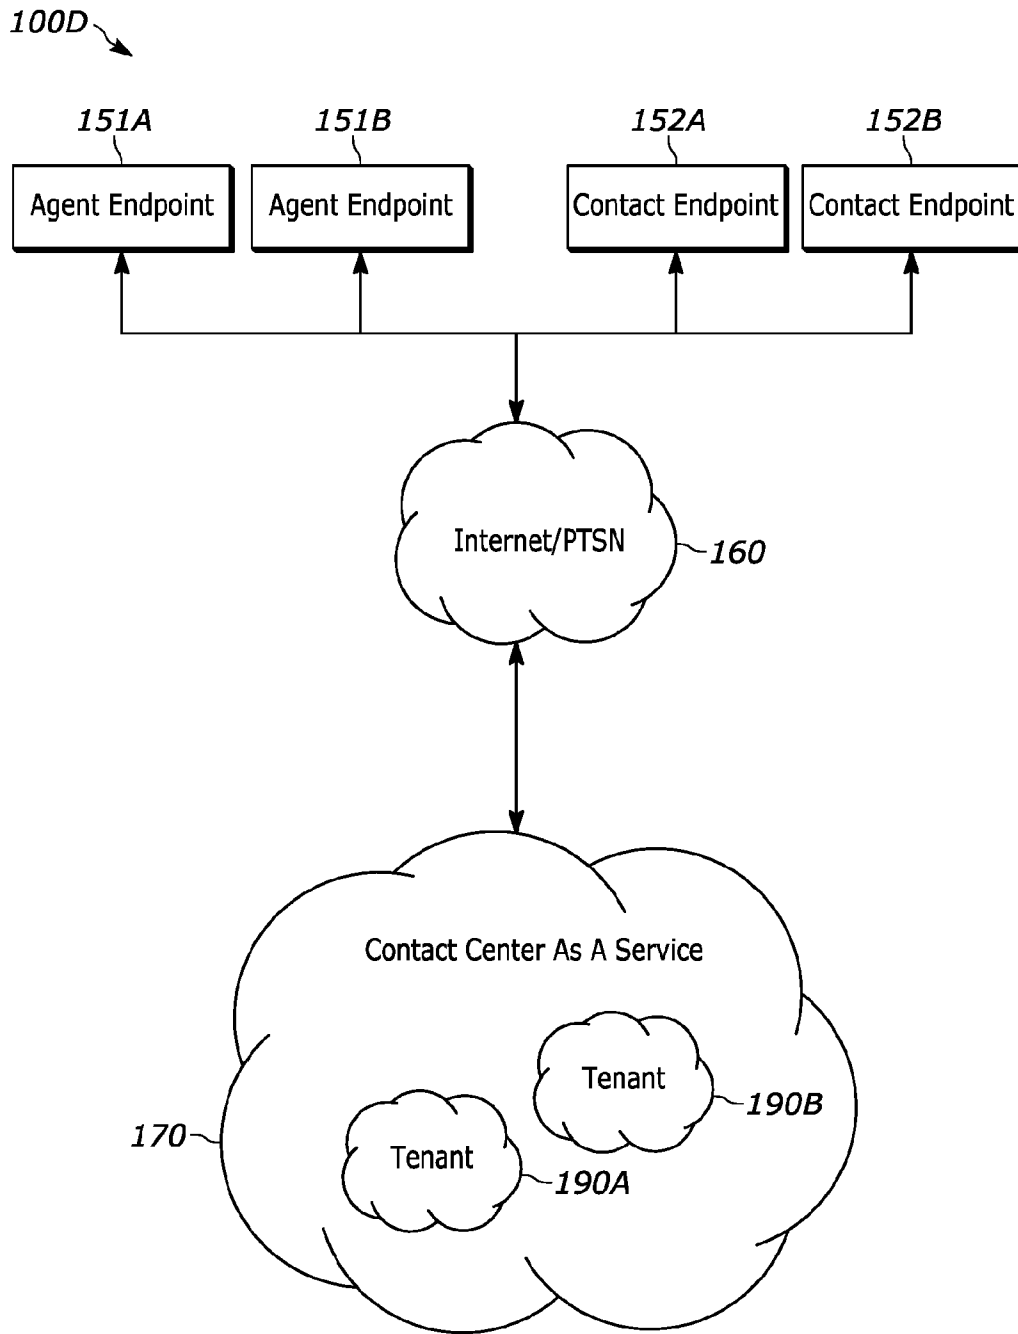 100D
151A 151B 152A 152B
Agent Endpoint Agent Endpoint Contact Endpoint Contact Endpoint
Internet/PTSN
160
Contact Center As A Service
Tenant
190B
170
Tenant
190A